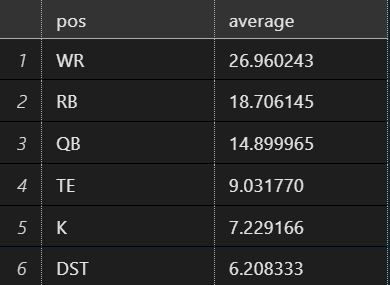 pos average
1 WR 26.960243
2 RB 18.706145
3 QB 14.899965
4 TE 9.031770
5 K 7.229166
6 DST 6.208333